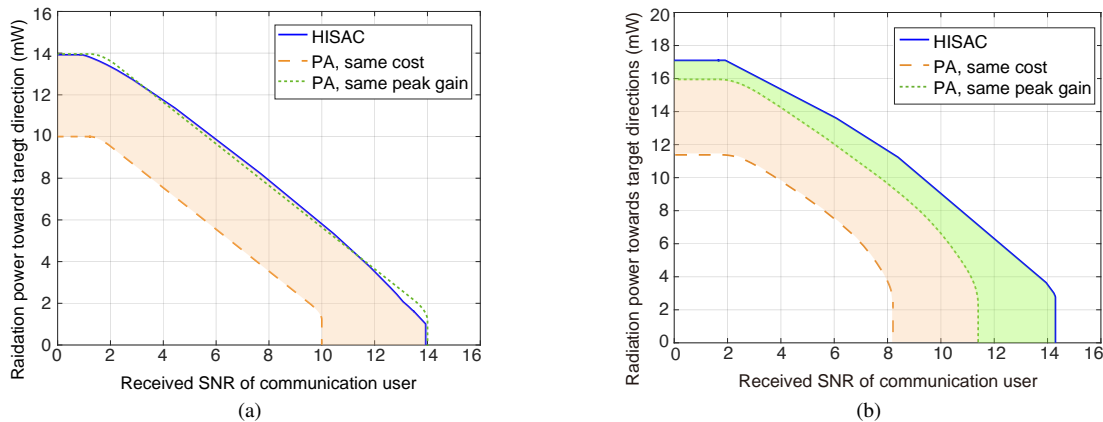 Raidation power towards taregt direction (mW)
16
14
12
10
8
6
4
2
0
0 2 4 6 8 10 12 14 16
HISAC
PA, same cost
PA, same peak gain
Received SNR of communication user
(a)
Radiation power towards target directions (mW)
20
18
16
14
12
10
8
6
4
2
0
0 2 4 6 8 10 12 14 16
HISAC
PA, same cost
PA, same peak gain
Received SNR of communication user
(b)